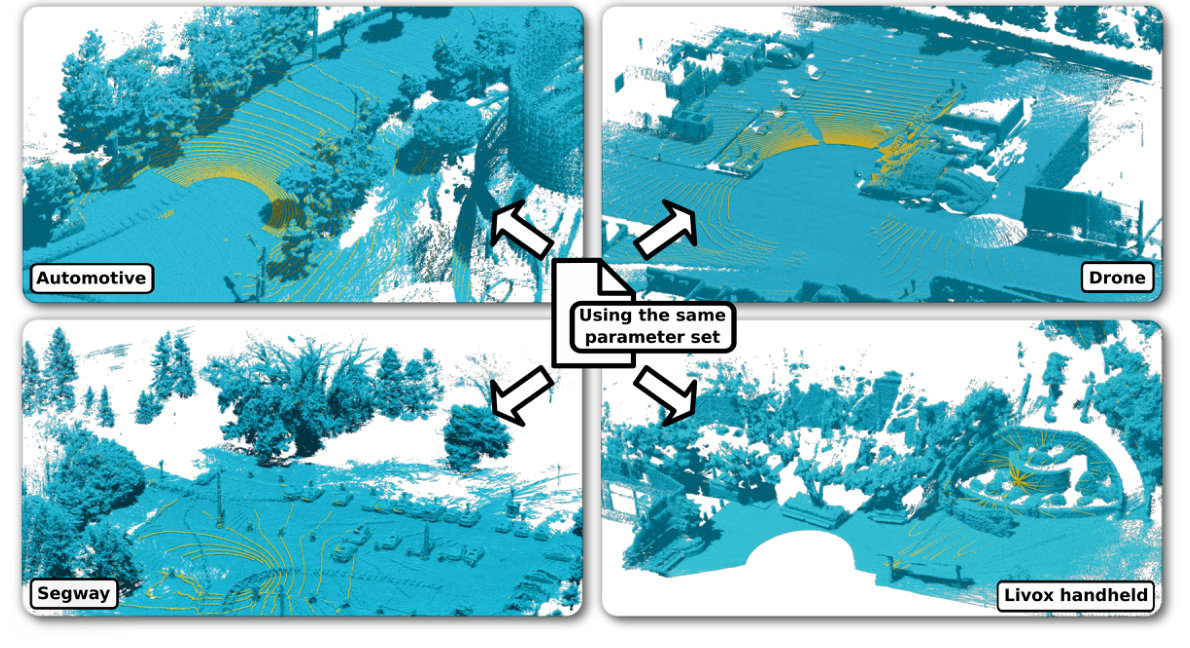 Automotive
Drone
Using the same
parameter set
Segway
Livox handheld